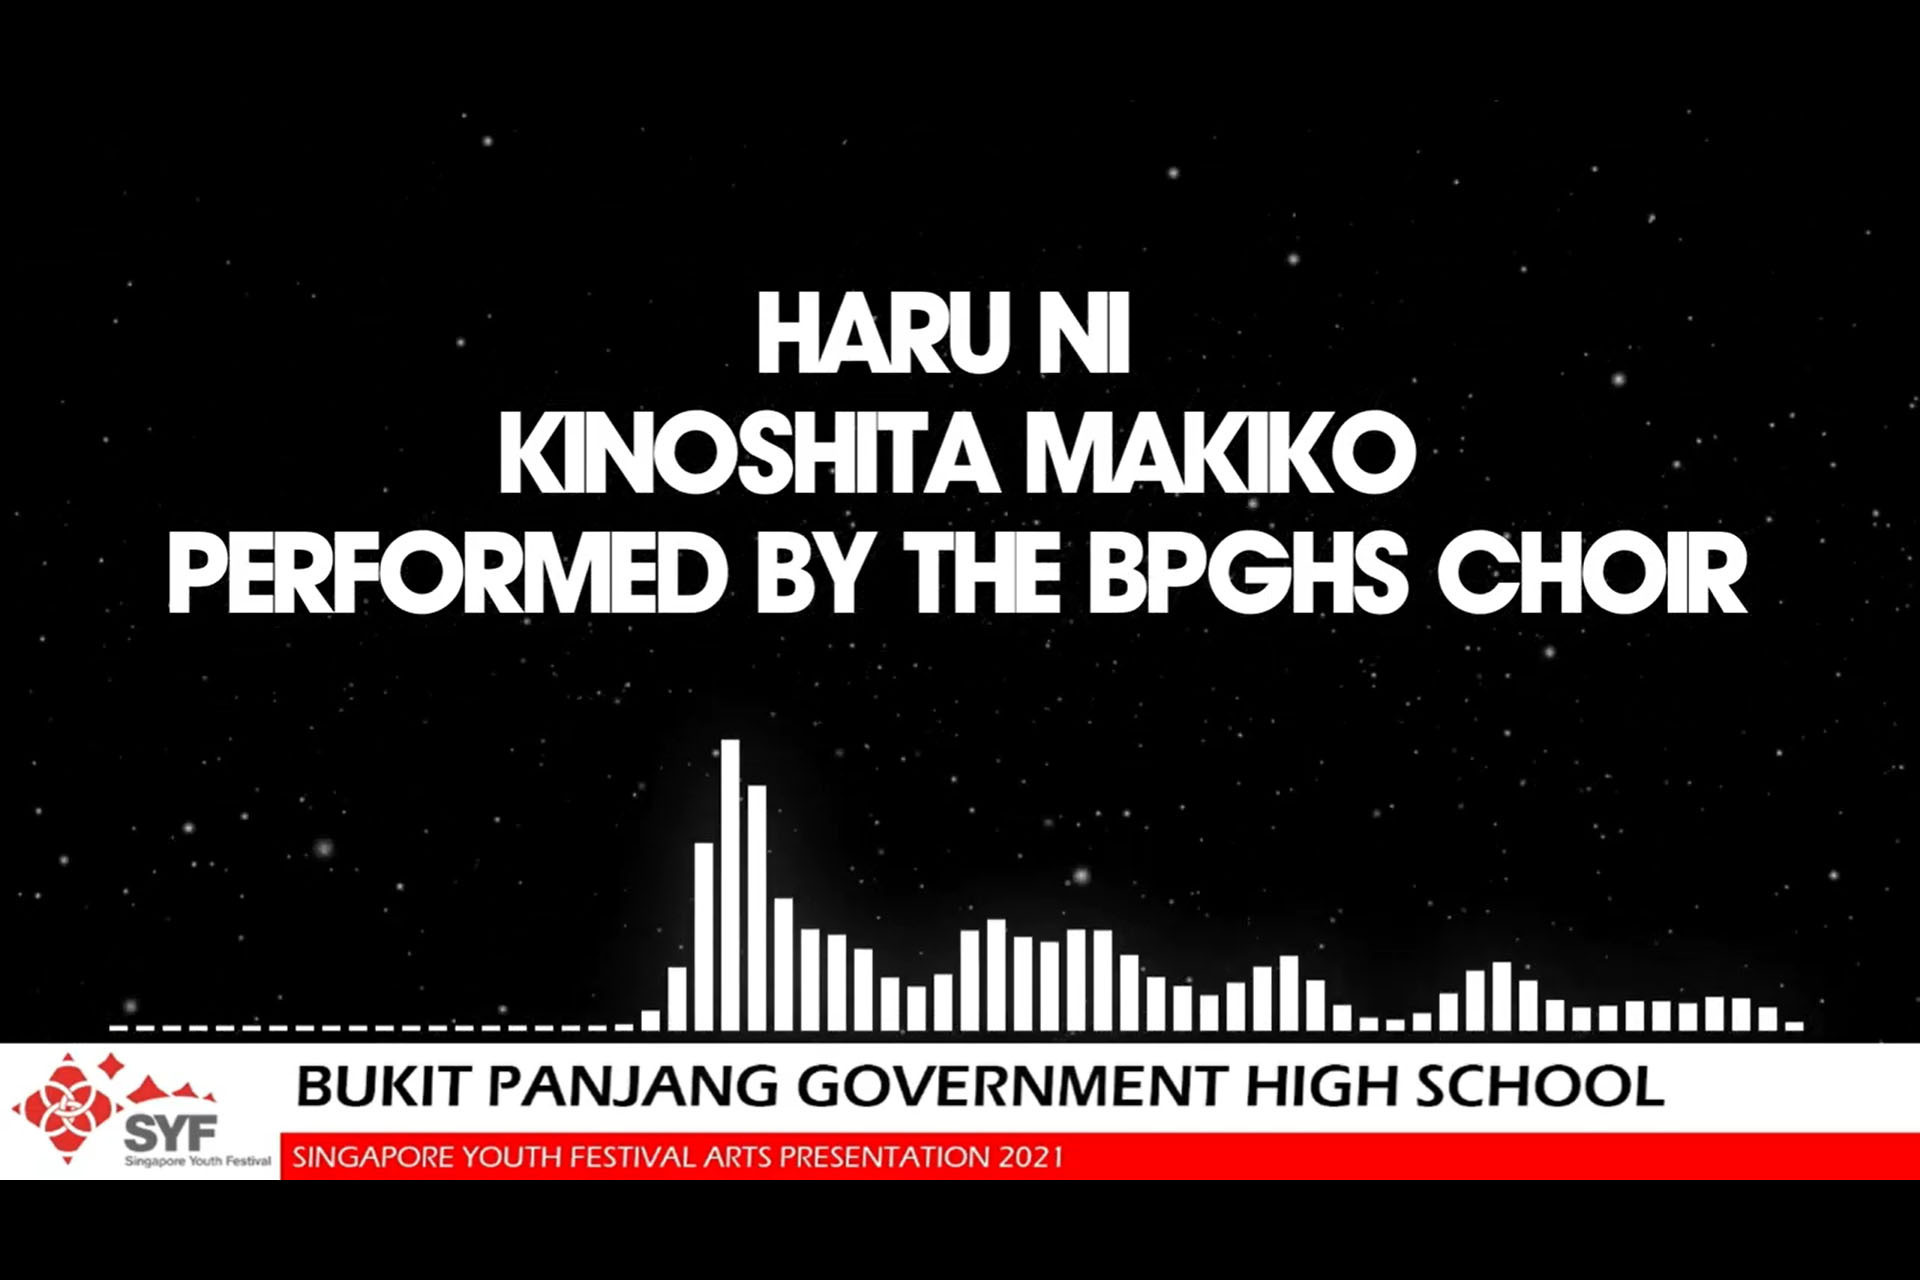 HARU NI
KINOSHITA MAKIKO
PERFORMED BY THE BPGHS CHOIR
BUKIT PANJANG GOVERNMENT HIGH SCHOOL
SYF
Singapore Youth Festival
SINGAPORE YOUTH FESTIVAL ARTS PRESENTATION 2021